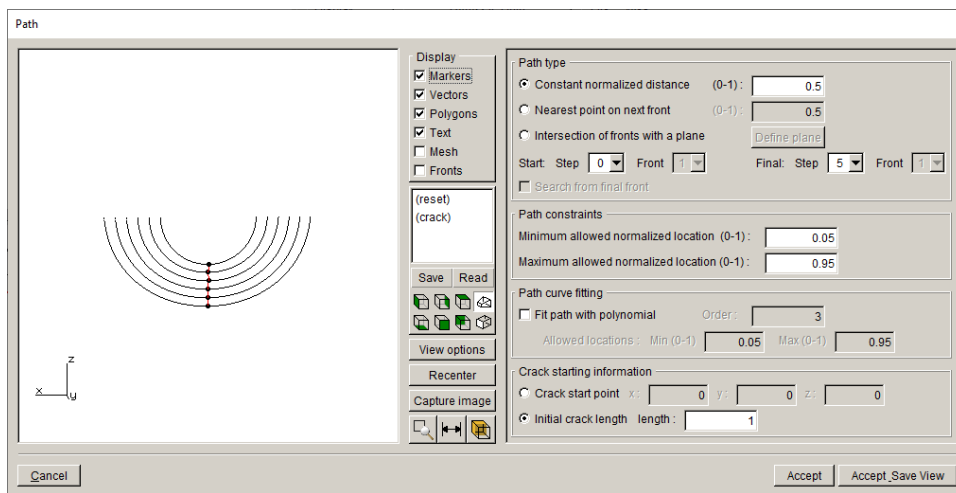 Path
Display
Markers
Vectors
Polygons
Text
Mesh
Fronts
(reset)
(crack)
Save Read
View options
Recenter
Capture image
z
x
y
Path type
Constant normalized distance (0-1) : 0.5
Nearest point on next front (0-1) : 0.5
Intersection of fronts with a plane Define plane
Start: Step 0 Front 1 Final: Step 5 Front 1
Search from final front
Path constraints
Minimum allowed normalized location (0-1) : 0.05
Maximum allowed normalized location (0-1) : 0.95
Path curve fitting
Fit path with polynomial Order : 3
Allowed locations : Min (0-1) 0.05 Max (0-1) 0.95
Crack starting information
Crack start point x : 0 y : 0 z : 0
Initial crack length length : 1
Cancel Accept Accept_Save View